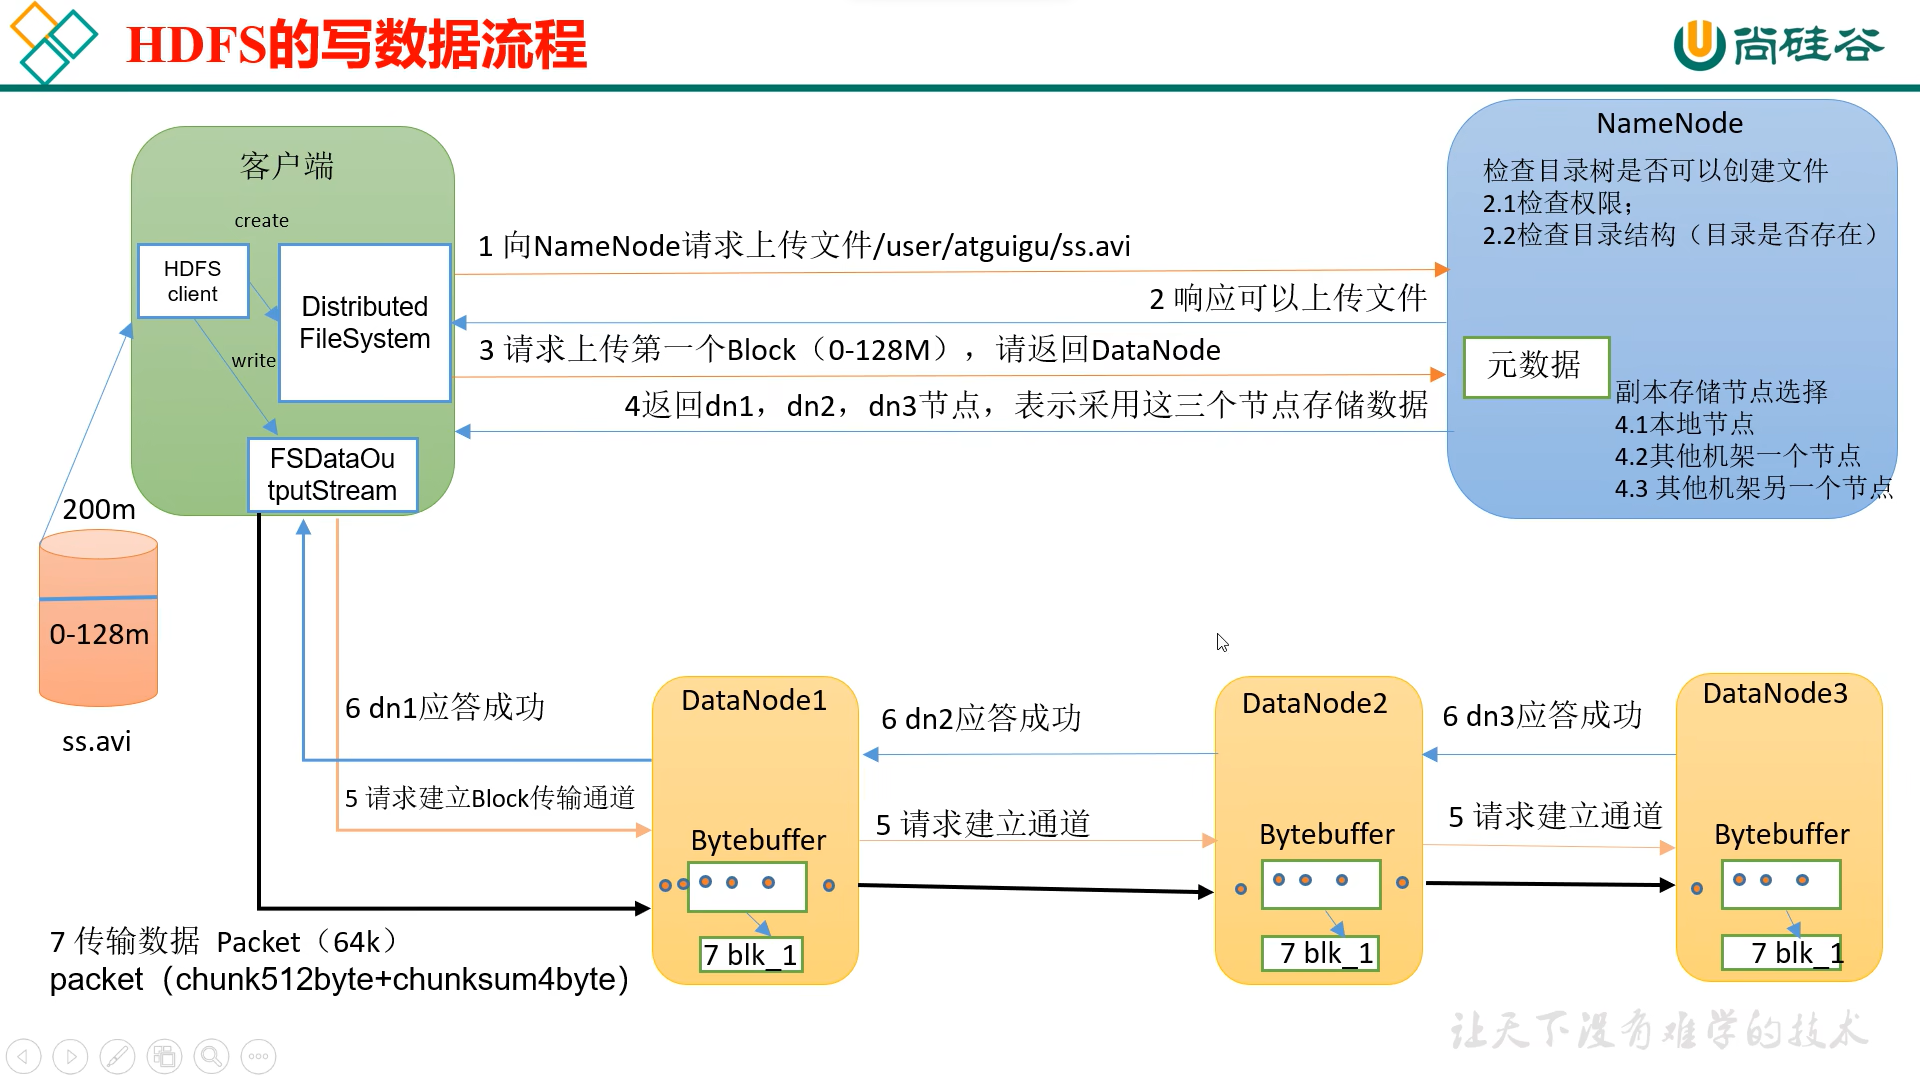 HDFS的写数据流程
尚硅谷
客户端
create
HDFS
client
Distributed
FileSystem
write
FSDataOu
tputStream
200m
0-128m
ss.avi
1 向NameNode请求上传文件/user/atguigu/ss.avi
2 响应可以上传文件
3 请求上传第一个Block（0-128M），请返回DataNode
4返回dn1，dn2，dn3节点，表示采用这三个节点存储数据
NameNode
检查目录树是否可以创建文件
2.1检查权限；
2.2检查目录结构（目录是否存在）
元数据
副本存储节点选择
4.1本地节点
4.2其他机架一个节点
4.3 其他机架另一个节点
6 dn1应答成功
5 请求建立Block传输通道
DataNode1
Bytebuffer
7 blk_1
6 dn2应答成功
5 请求建立通道
DataNode2
Bytebuffer
7 blk_1
6 dn3应答成功
5 请求建立通道
DataNode3
Bytebuffer
7 blk_1
7 传输数据 Packet（64k）
packet（chunk512byte+chunksum4byte）
让天下没有难学的技术